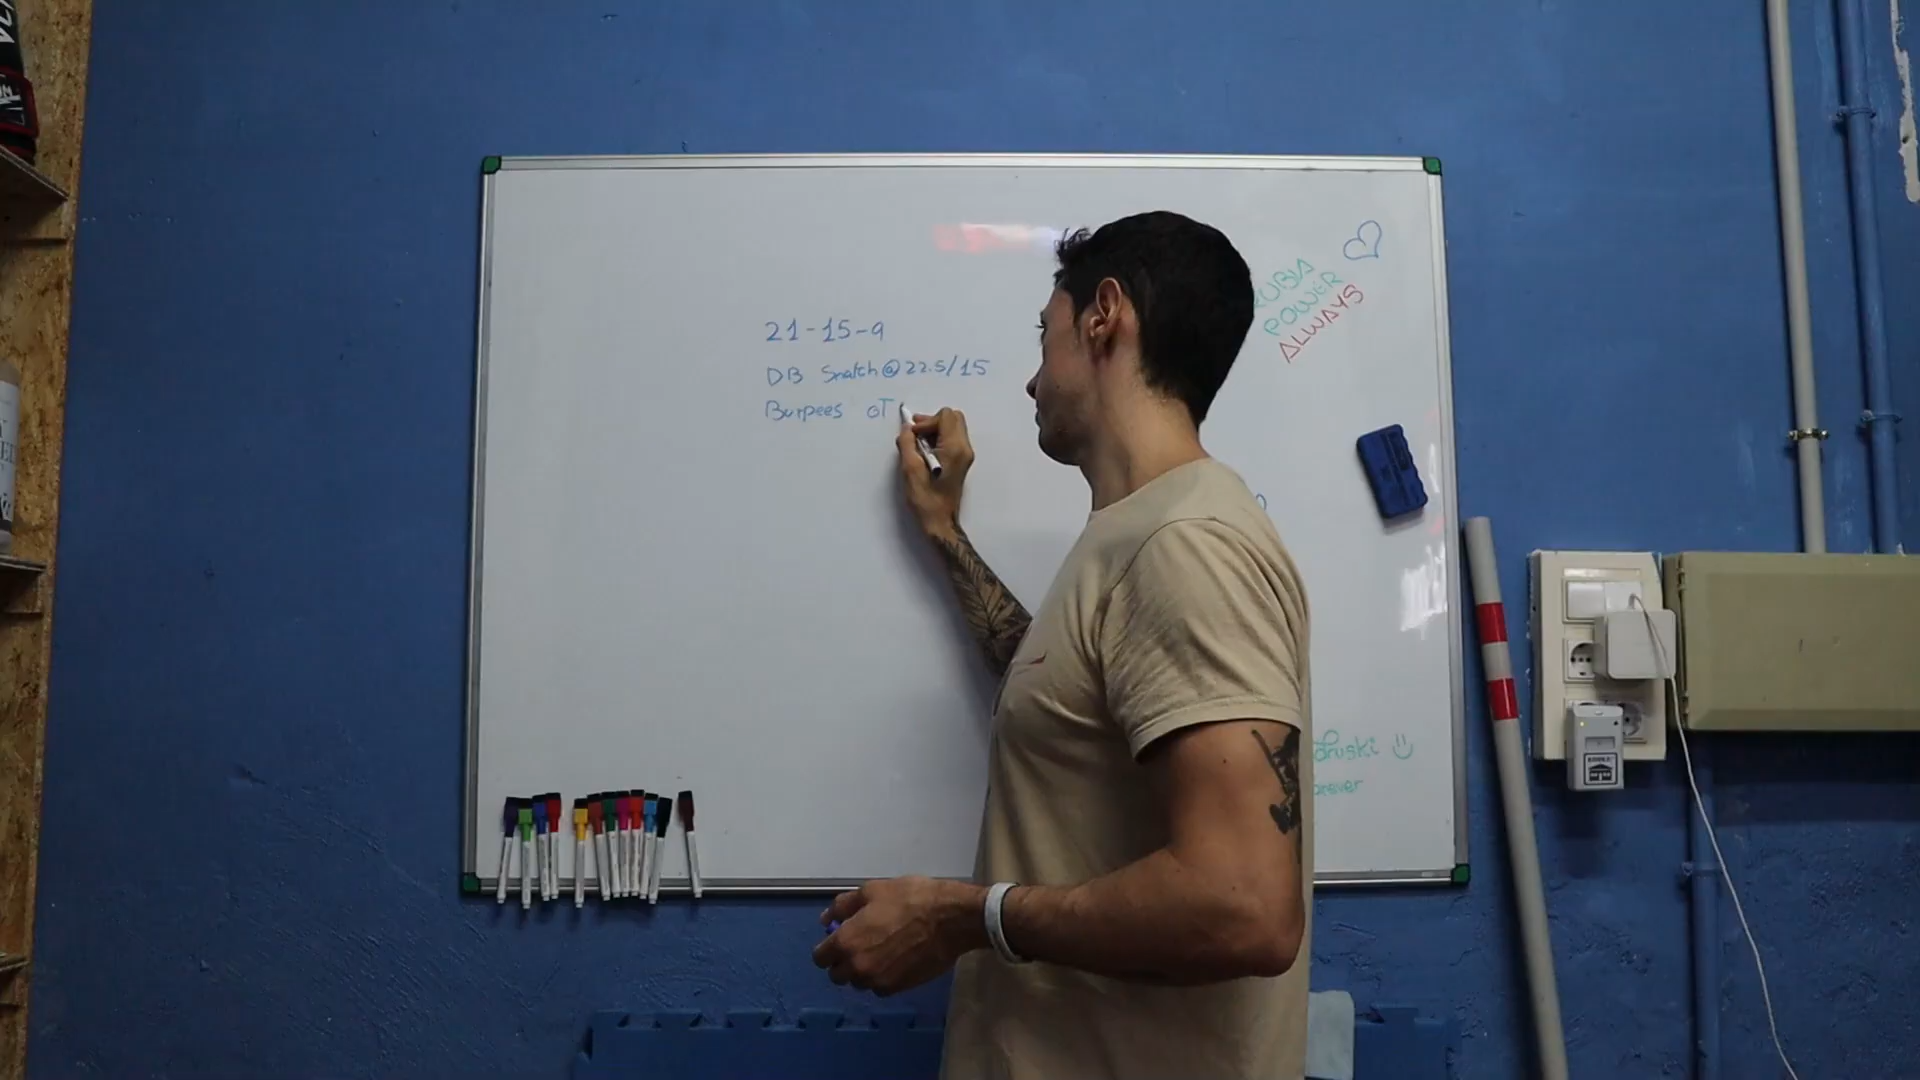 21-15-9
DB Snatch @ 22.5/15
Burpees OT
POWER
ALWAYS